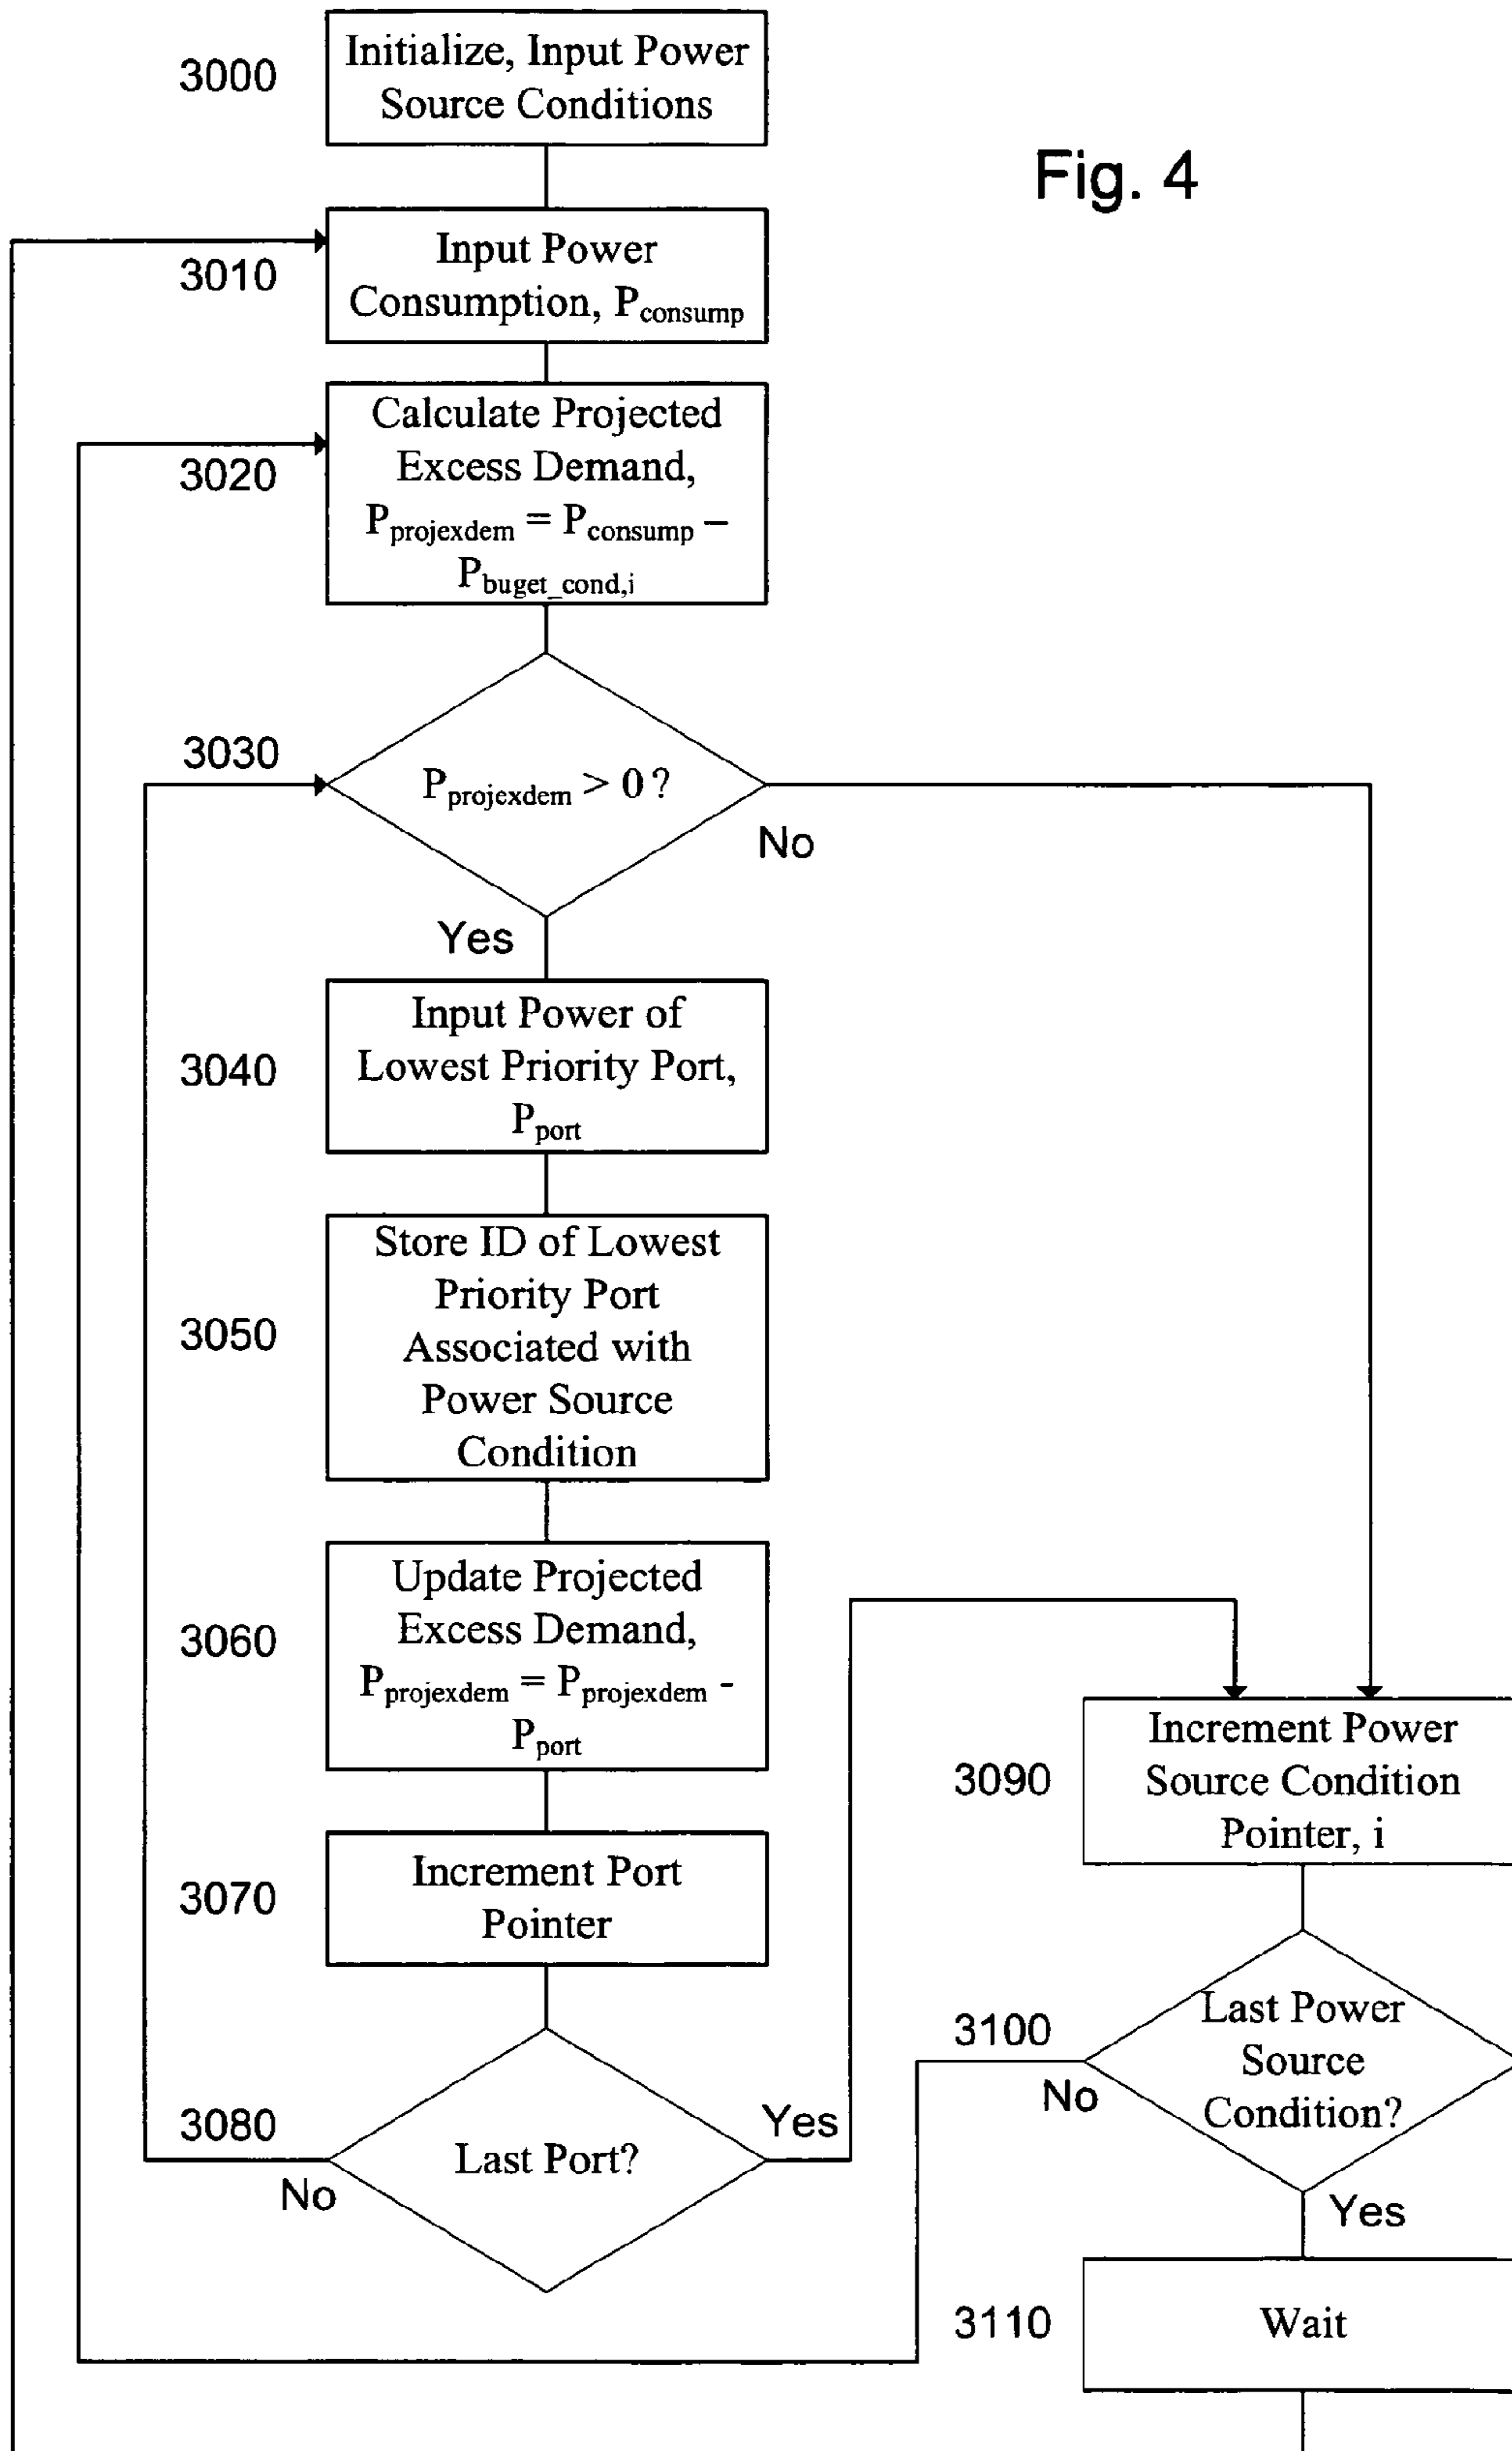 Fig. 4
3000
Initialize, Input Power
Source Conditions
3010
Input Power
Consumption, Pconsump
3020
Calculate Projected
Excess Demand,
Pprojexdem = Pconsump –
Pbuget_cond,i
3030
Pprojexdem > 0 ?
No
Yes
3040
Input Power of
Lowest Priority Port,
Pport
3050
Store ID of Lowest
Priority Port
Associated with
Power Source
Condition
3060
Update Projected
Excess Demand,
Pprojexdem = Pprojexdem -
Pport
3070
Increment Port
Pointer
3080
Last Port?
No
Yes
3090
Increment Power
Source Condition
Pointer, i
3100
Last Power
Source
Condition?
No
Yes
3110
Wait